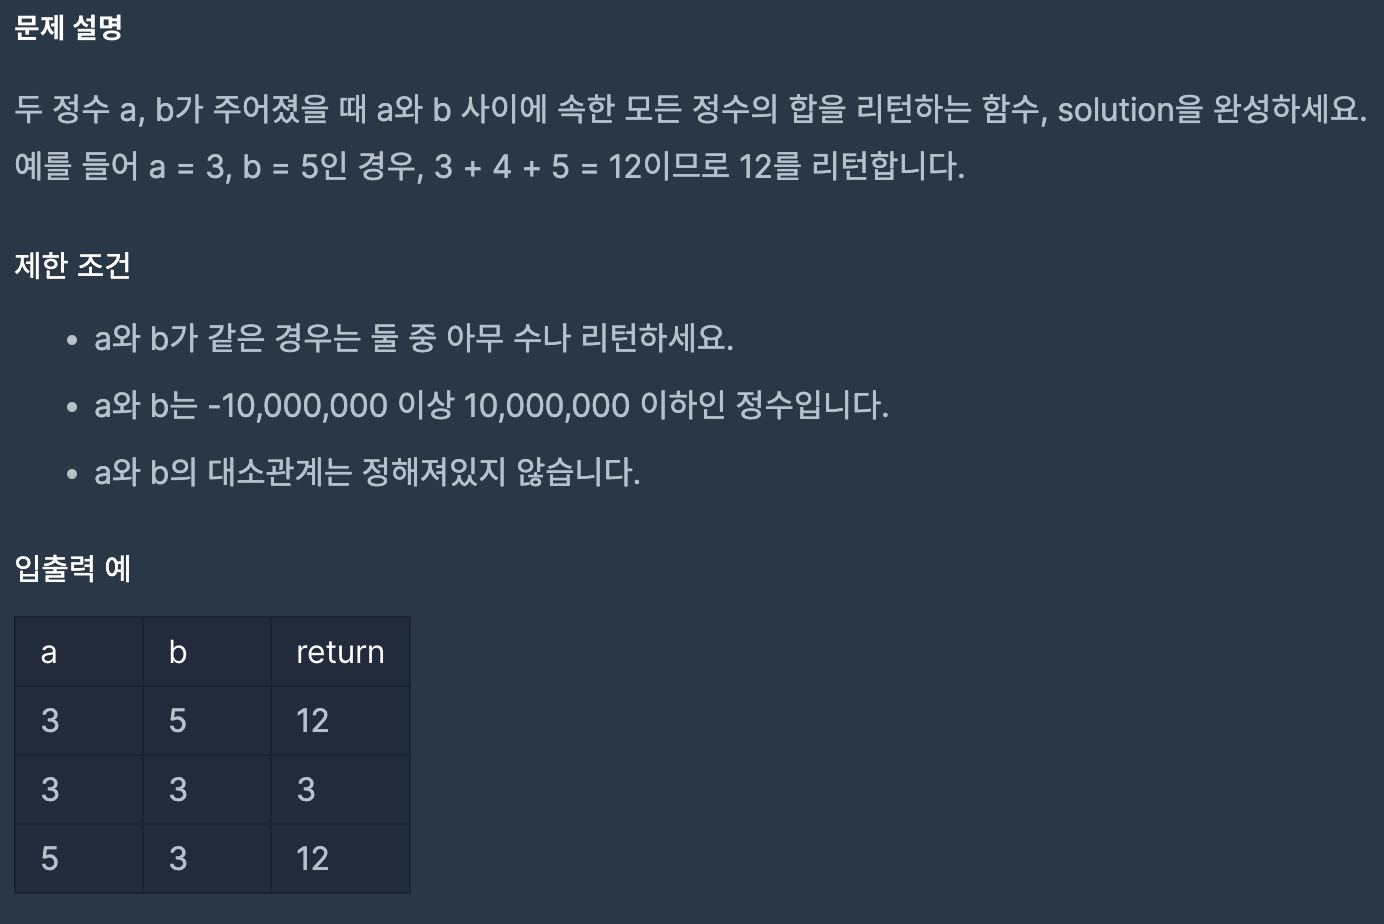 문제 설명
두 정수 a, b가 주어졌을 때 a와 b 사이에 속한 모든 정수의 합을 리턴하는 함수, solution을 완성하세요.
예를 들어 a = 3, b = 5인 경우, 3 + 4 + 5 = 12이므로 12를 리턴합니다.
제한 조건
• a와 b가 같은 경우는 둘 중 아무 수나 리턴하세요.
• a와 b는 -10,000,000 이상 10,000,000 이하인 정수입니다.
• a와 b의 대소관계는 정해져있지 않습니다.
입출력 예
a b return
3 5 12
3 3 3
5 3 12